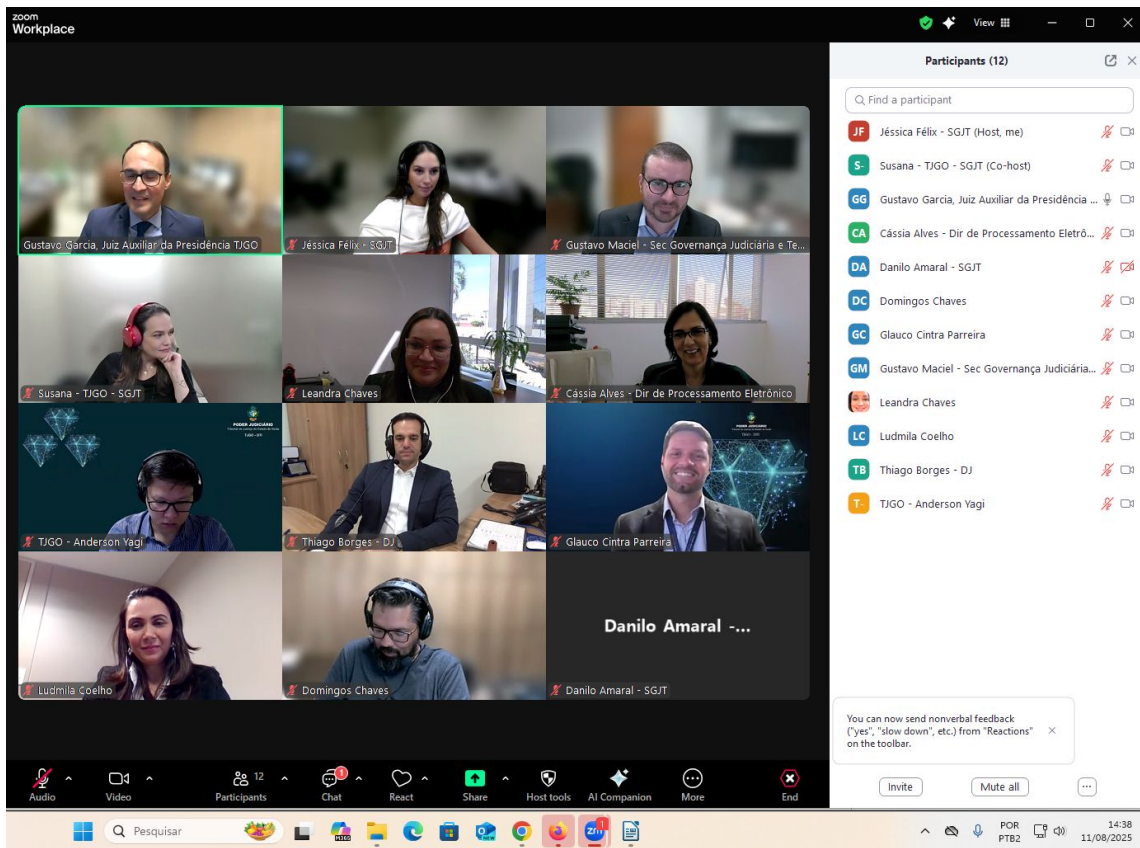 zoom
Workplace
View
Participants (12)
Find a participant
JF Jéssica Félix - SGJT (Host, me)
S- Susana - TJGO - SGJT (Co-host)
GG Gustavo Garcia, Juiz Auxiliar da Presidência ...
CA Cássia Alves - Dir de Processamento Eletrô...
DA Danilo Amaral - SGJT
DC Domingos Chaves
GC Glauco Cintra Parreira
GM Gustavo Maciel - Sec Governança Judiciária...
Leandra Chaves
LC Ludmila Coelho
TB Thiago Borges - DJ
T- TJGO - Anderson Yagi
Gustavo Garcia, Juiz Auxiliar da Presidência TJGO
Jéssica Félix - SGJT
Gustavo Maciel - Sec Governança Judiciária e Te...
Susana - TJGO - SGJT
Leandra Chaves
Cássia Alves - Dir de Processamento Eletrônico
PODER JUDICIÁRIO
TJGO - Anderson Yagi
Thiago Borges - DJ
PODER JUDICIÁRIO
Glauco Cintra Parreira
Ludmila Coelho
Domingos Chaves
Danilo Amaral -...
Danilo Amaral - SGJT
You can now send nonverbal feedback
("yes", "slow down", etc.) from "Reactions"
on the toolbar.
Invite
Mute all
Audio
Video
12
Participants
1
Chat
React
Share
Host tools
AI Companion
More
End
Pesquisar
M365
NEW
zm
POR
PTB2
14:38
11/08/2025